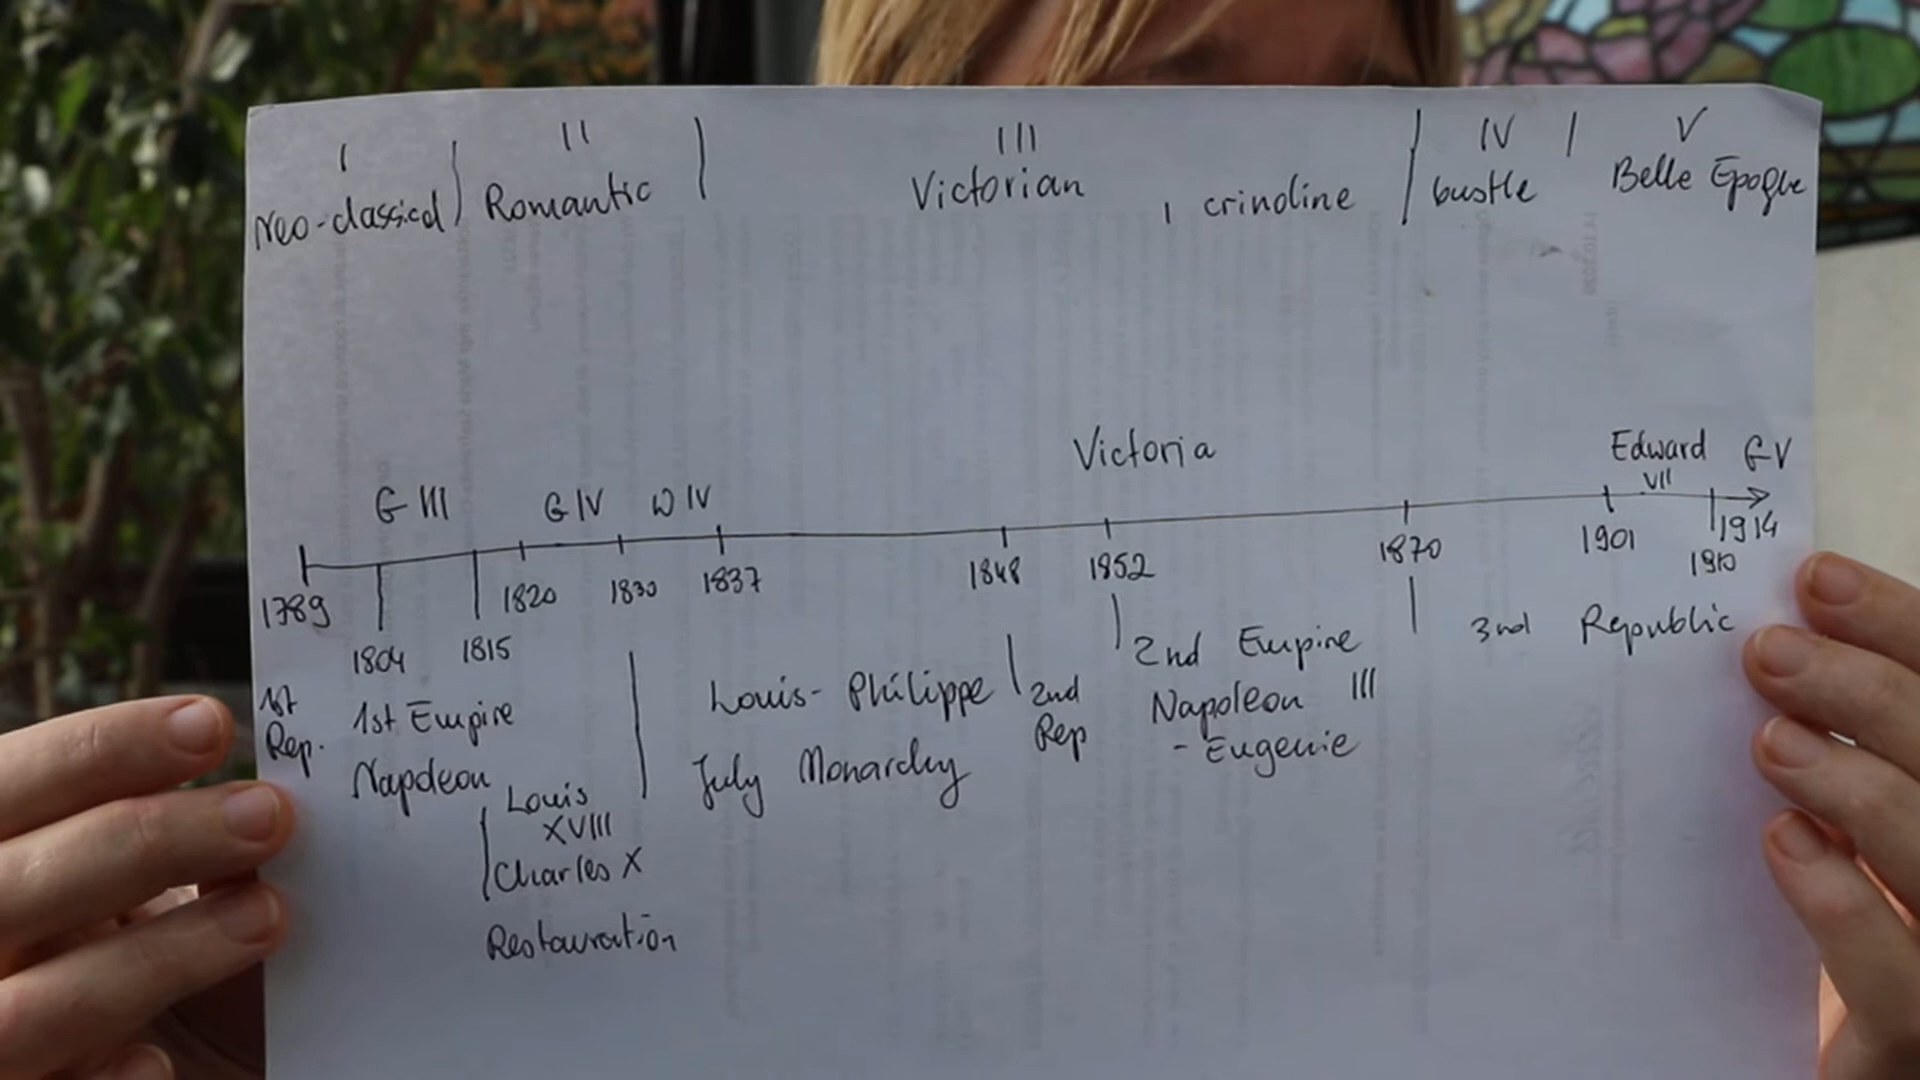 I II III IV V
Neo-classical Romantic Victorian crinoline bustle Belle Epoque
G III G IV W IV Victoria Edward VII G V
1789 1804 1815 1820 1830 1837 1848 1852 1870 1901 1910 1914
1st Rep.
1st Empire
Napoleon
Louis XVIII
Charles X
Restauration
Louis-Philippe
July Monarchy
2nd Rep
2nd Empire
Napoleon III
- Eugenie
3rd Republic